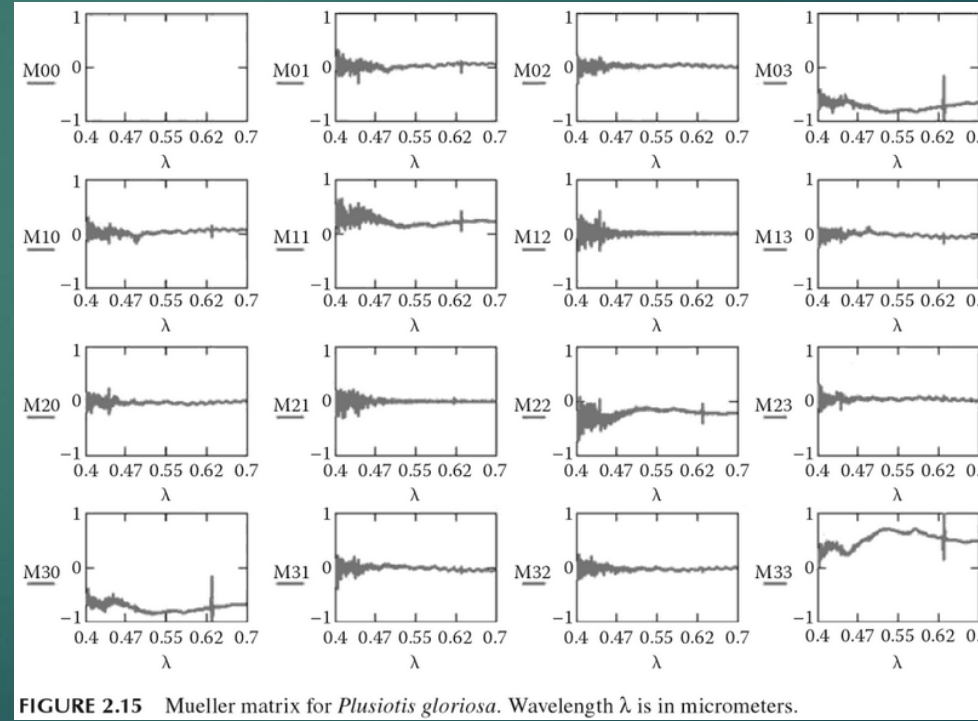 1 1 1 1
M00 0 M01 0 M02 0 M03 0
−1 −1 −1 −1
0.4 0.47 0.55 0.62 0.7 0.4 0.47 0.55 0.62 0.7 0.4 0.47 0.55 0.62 0.7 0.4 0.47 0.55 0.62
λ λ λ λ
1 1 1 1
M10 0 M11 0 M12 0 M13 0
−1 −1 −1 −1
0.4 0.47 0.55 0.62 0.7 0.4 0.47 0.55 0.62 0.7 0.4 0.47 0.55 0.62 0.7 0.4 0.47 0.55 0.62
λ λ λ λ
1 1 1 1
M20 0 M21 0 M22 0 M23 0
−1 −1 −1 −1
0.4 0.47 0.55 0.62 0.7 0.4 0.47 0.55 0.62 0.7 0.4 0.47 0.55 0.62 0.7 0.4 0.47 0.55 0.62
λ λ λ λ
1 1 1 1
M30 0 M31 0 M32 0 M33 0
−1 −1 −1 −1
0.4 0.47 0.55 0.62 0.7 0.4 0.47 0.55 0.62 0.7 0.4 0.47 0.55 0.62 0.7 0.4 0.47 0.55 0.62
λ λ λ λ
FIGURE 2.15 Mueller matrix for Plusiotis gloriosa. Wavelength λ is in micrometers.